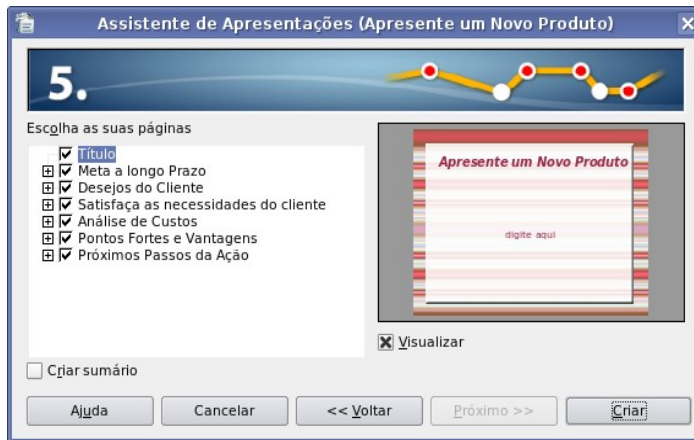 Assistente de Apresentações (Apresente um Novo Produto)
5.
Escolha as suas páginas
Título
Meta a longo Prazo
Desejos do Cliente
Satisfaça as necessidades do cliente
Análise de Custos
Pontos Fortes e Vantagens
Próximos Passos da Ação
Apresente um Novo Produto
digite aqui
Visualizar
Criar sumário
Ajuda Cancelar << Voltar Próximo >> Criar